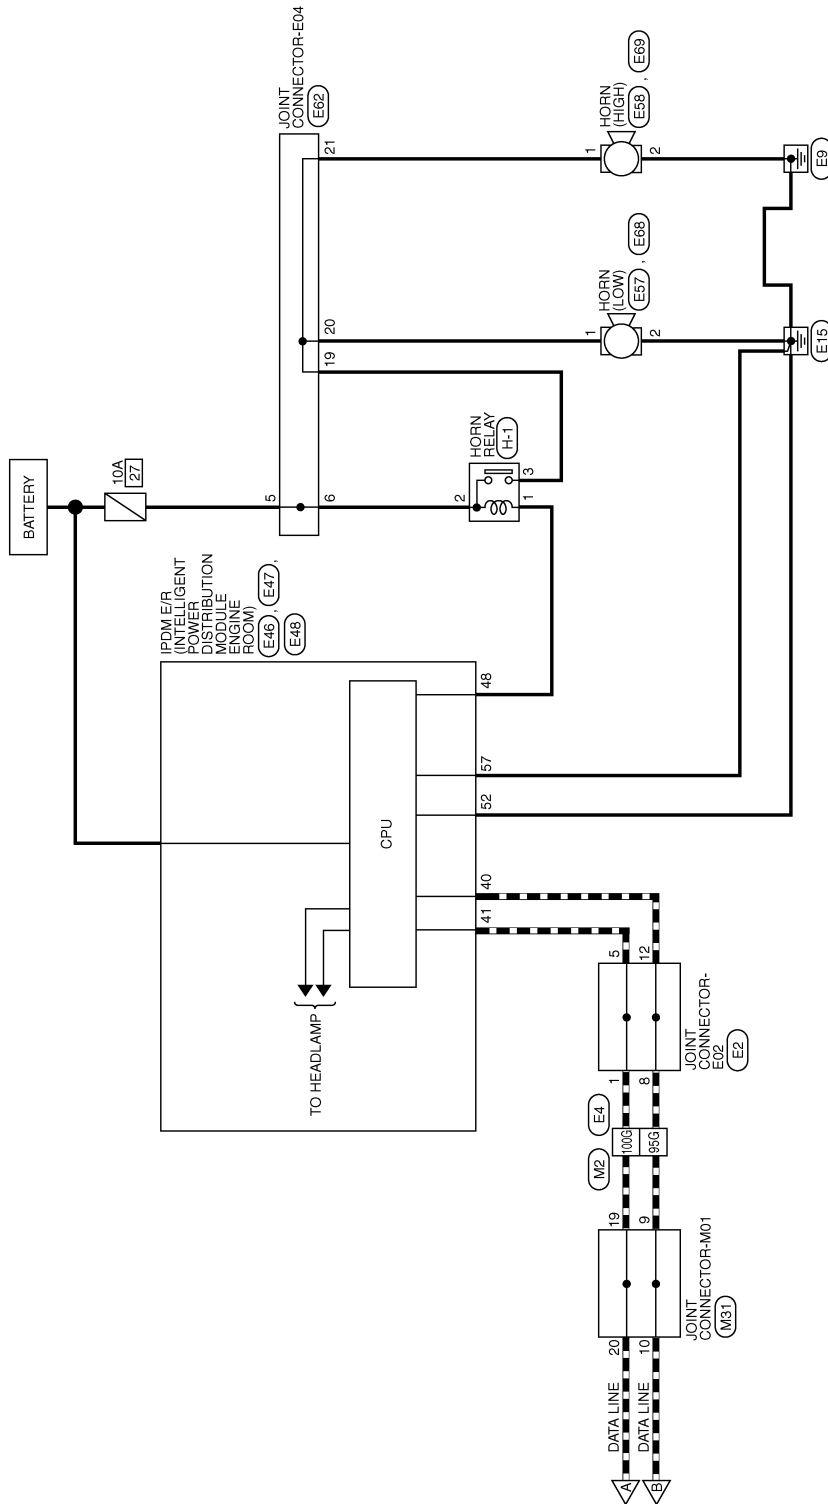 BATTERY
10A
27
JOINT
CONNECTOR-E04
E62
5
6
19
20
21
IPDM E/R
(INTELLIGENT
POWER
DISTRIBUTION
MODULE
ENGINE
ROOM)
E46 , E47 ,
E48
HORN
RELAY
H-1
2
1
3
HORN
(LOW)
E57 , E68
1
2
HORN
(HIGH)
E58 , E69
1
2
E15
E9
CPU
TO HEADLAMP
41
40
52
57
48
5
12
JOINT
CONNECTOR-
E02
E2
1
8
M2
E4
100G
95G
19
9
JOINT
CONNECTOR-M01
M31
20
10
DATA LINE
DATA LINE
A
B